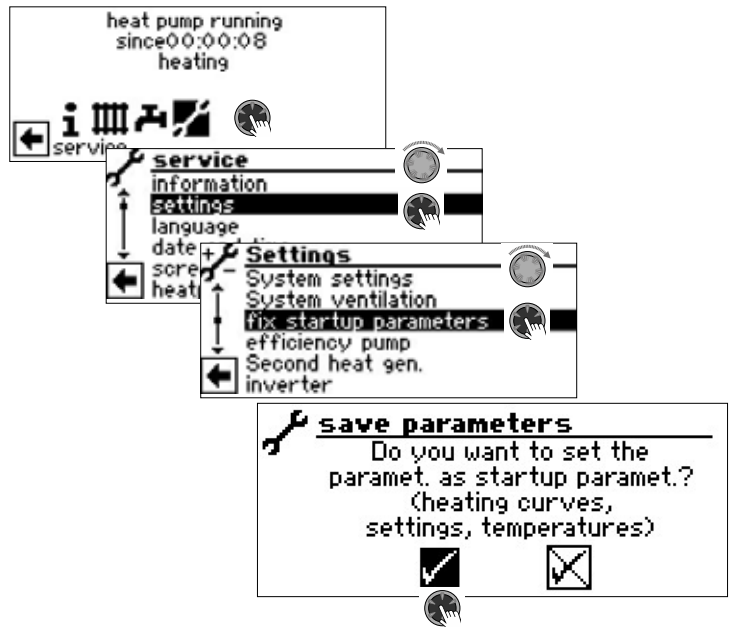 heat pump running
since00:00:08
heating
service
service
information
settings
language
date
scre
heatp
Settings
System settings
System ventilation
fix startup parameters
efficiency pump
Second heat gen.
inverter
save parameters
Do you want to set the
paramet. as startup paramet.?
(heating curves,
settings, temperatures)